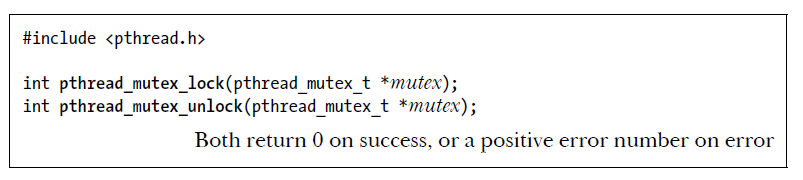 #include <pthread.h>
int pthread_mutex_lock(pthread_mutex_t *mutex);
int pthread_mutex_unlock(pthread_mutex_t *mutex);
Both return 0 on success, or a positive error number on error